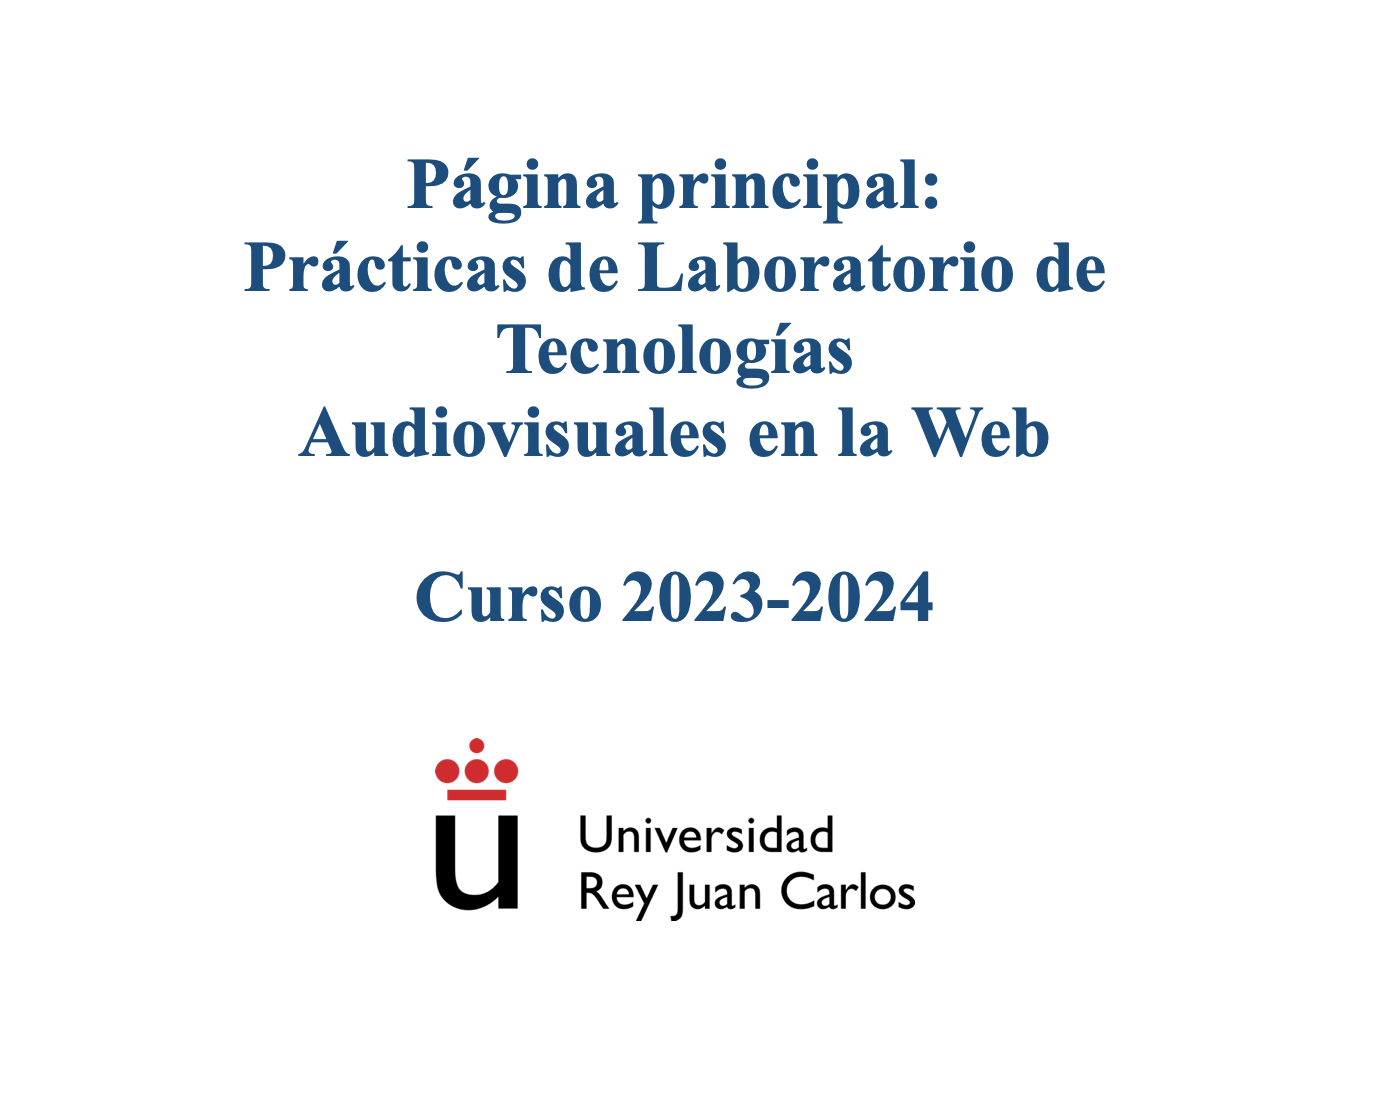 Página principal:
Prácticas de Laboratorio de
Tecnologías
Audiovisuales en la Web
Curso 2023-2024
u
Universidad
Rey Juan Carlos